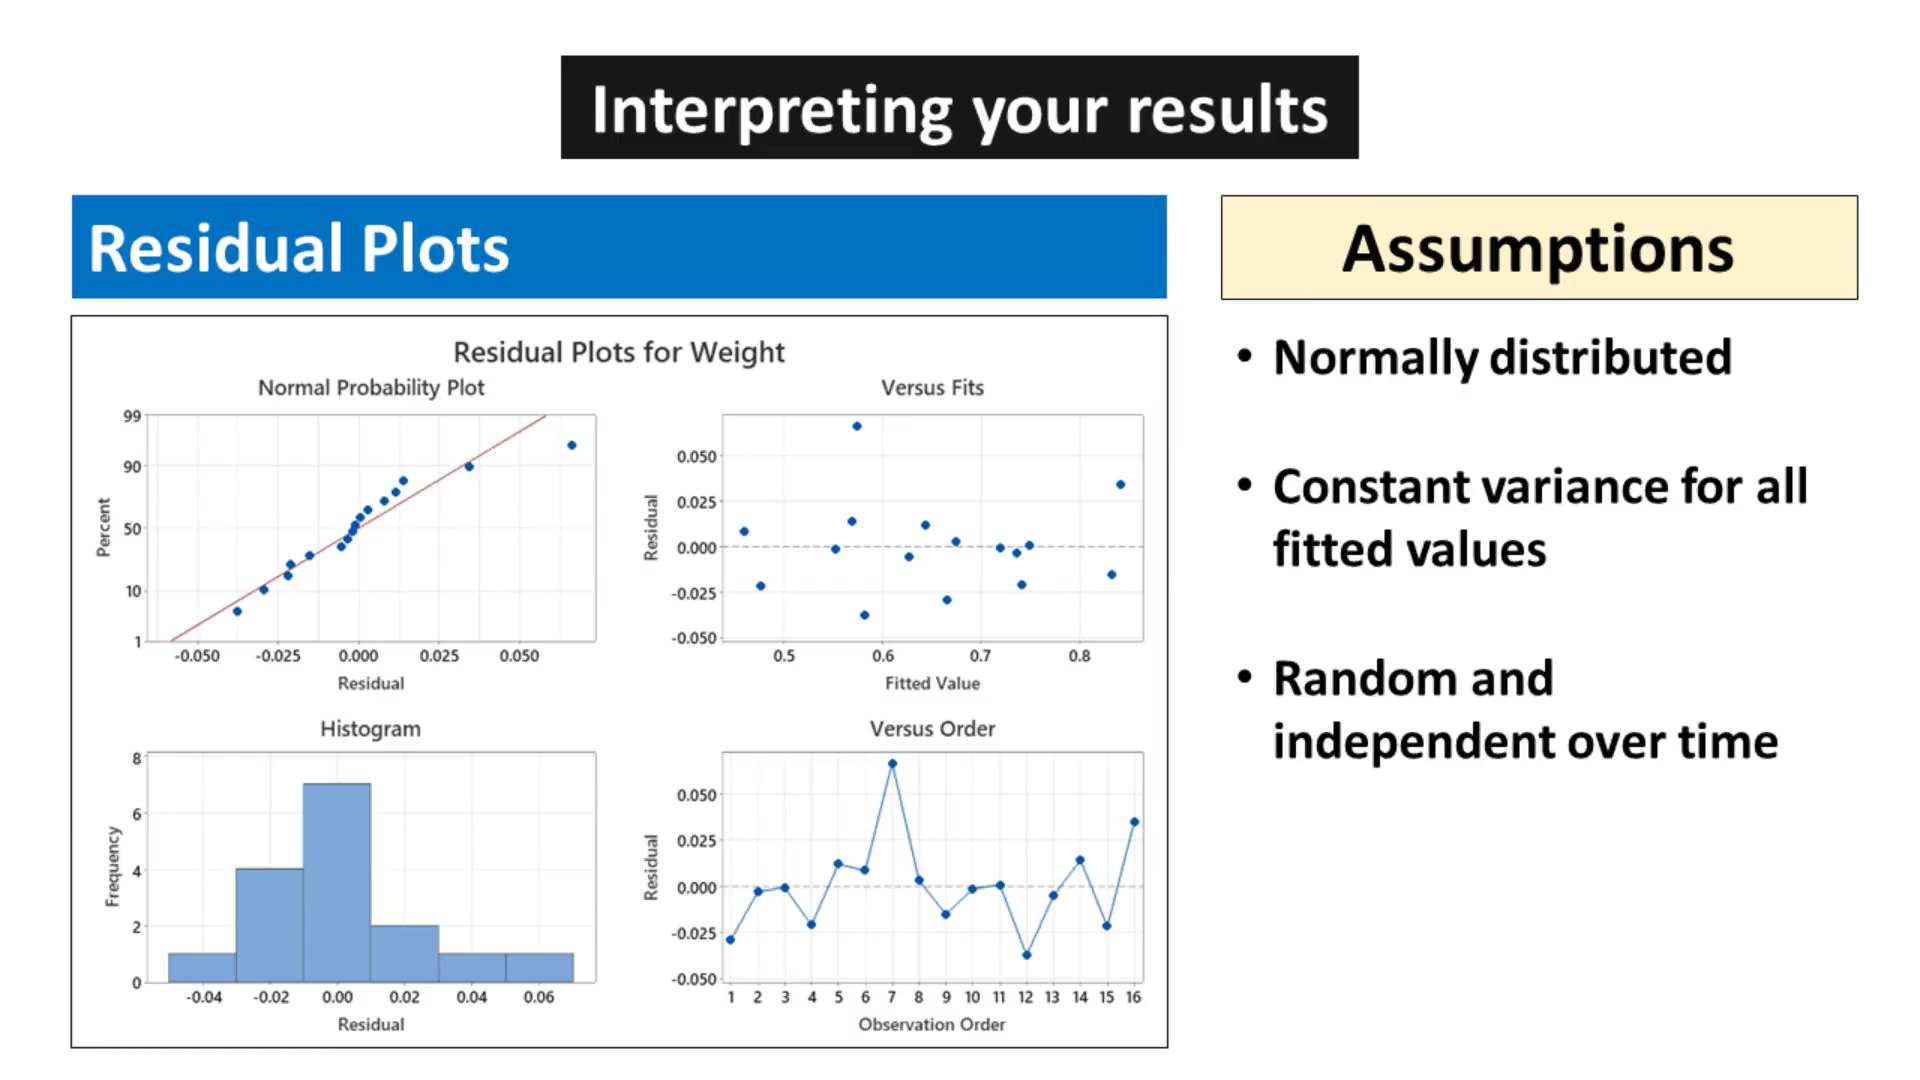 Interpreting your results
Residual Plots
Assumptions
Residual Plots for Weight
Normal Probability Plot
99
90
50
10
1
Percent
-0.050 -0.025 0.000 0.025 0.050
Residual
Versus Fits
0.050
0.025
0.000
-0.025
-0.050
Residual
0.5 0.6 0.7 0.8
Fitted Value
Histogram
8
6
4
2
0
Frequency
-0.04 -0.02 0.00 0.02 0.04 0.06
Residual
Versus Order
0.050
0.025
0.000
-0.025
-0.050
Residual
1 2 3 4 5 6 7 8 9 10 11 12 13 14 15 16
Observation Order
• Normally distributed
• Constant variance for all
fitted values
• Random and
independent over time